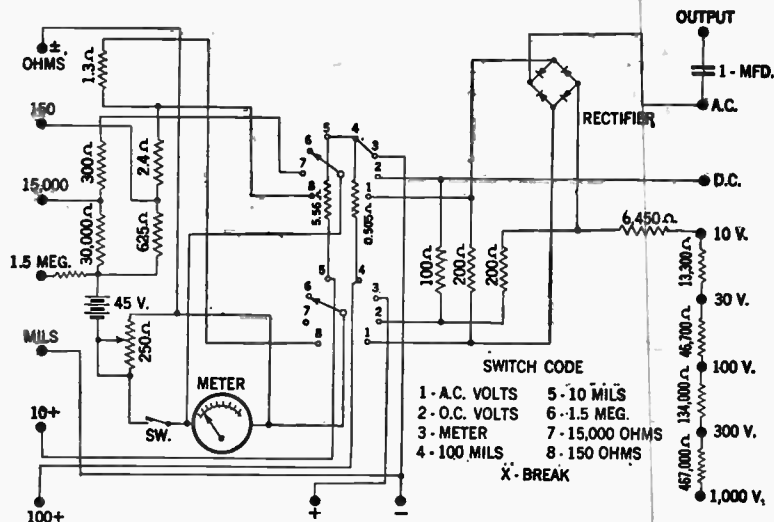 ±
OHMS
1.3Ω
150
300Ω
2.4Ω
15,000
30,000Ω
625Ω
1.5 MEG.
45 V.
250Ω
MILS
METER
10+
SW.
100+
5
4
6
3
7
2
8
1
5.56Ω
0.505Ω
5
4
6
3
7
2
8
1
+
-
OUTPUT
1 - MFD.
A.C.
RECTIFIER
D.C.
6,450Ω
10 V.
100Ω
200Ω
200Ω
13,300Ω
30 V.
46,700Ω
100 V.
134,000Ω
300 V.
467,000Ω
1,000 V.
SWITCH CODE
1 - A.C. VOLTS 5 - 10 MILS
2 - O.C. VOLTS 6 - 1.5 MEG.
3 - METER 7 - 15,000 OHMS
4 - 100 MILS 8 - 150 OHMS
X - BREAK